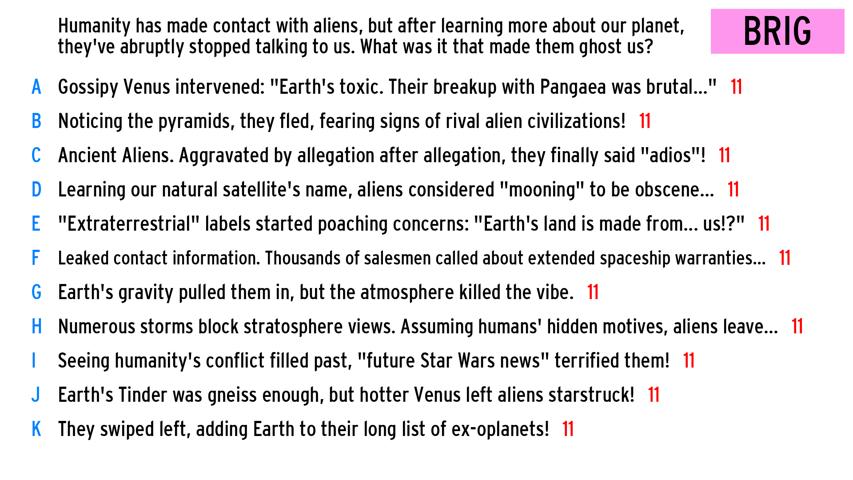 Humanity has made contact with aliens, but after learning more about our planet,
they've abruptly stopped talking to us. What was it that made them ghost us?
BRIG
A Gossipy Venus intervened: "Earth's toxic. Their breakup with Pangaea was brutal..." 11
B Noticing the pyramids, they fled, fearing signs of rival alien civilizations! 11
C Ancient Aliens. Aggravated by allegation after allegation, they finally said "adios"! 11
D Learning our natural satellite's name, aliens considered "mooning" to be obscene... 11
E "Extraterrestrial" labels started poaching concerns: "Earth's land is made from... us!?" 11
F Leaked contact information. Thousands of salesmen called about extended spaceship warranties... 11
G Earth's gravity pulled them in, but the atmosphere killed the vibe. 11
H Numerous storms block stratosphere views. Assuming humans' hidden motives, aliens leave... 11
I Seeing humanity's conflict filled past, "future Star Wars news" terrified them! 11
J Earth's Tinder was gneiss enough, but hotter Venus left aliens starstruck! 11
K They swiped left, adding Earth to their long list of ex-oplanets! 11